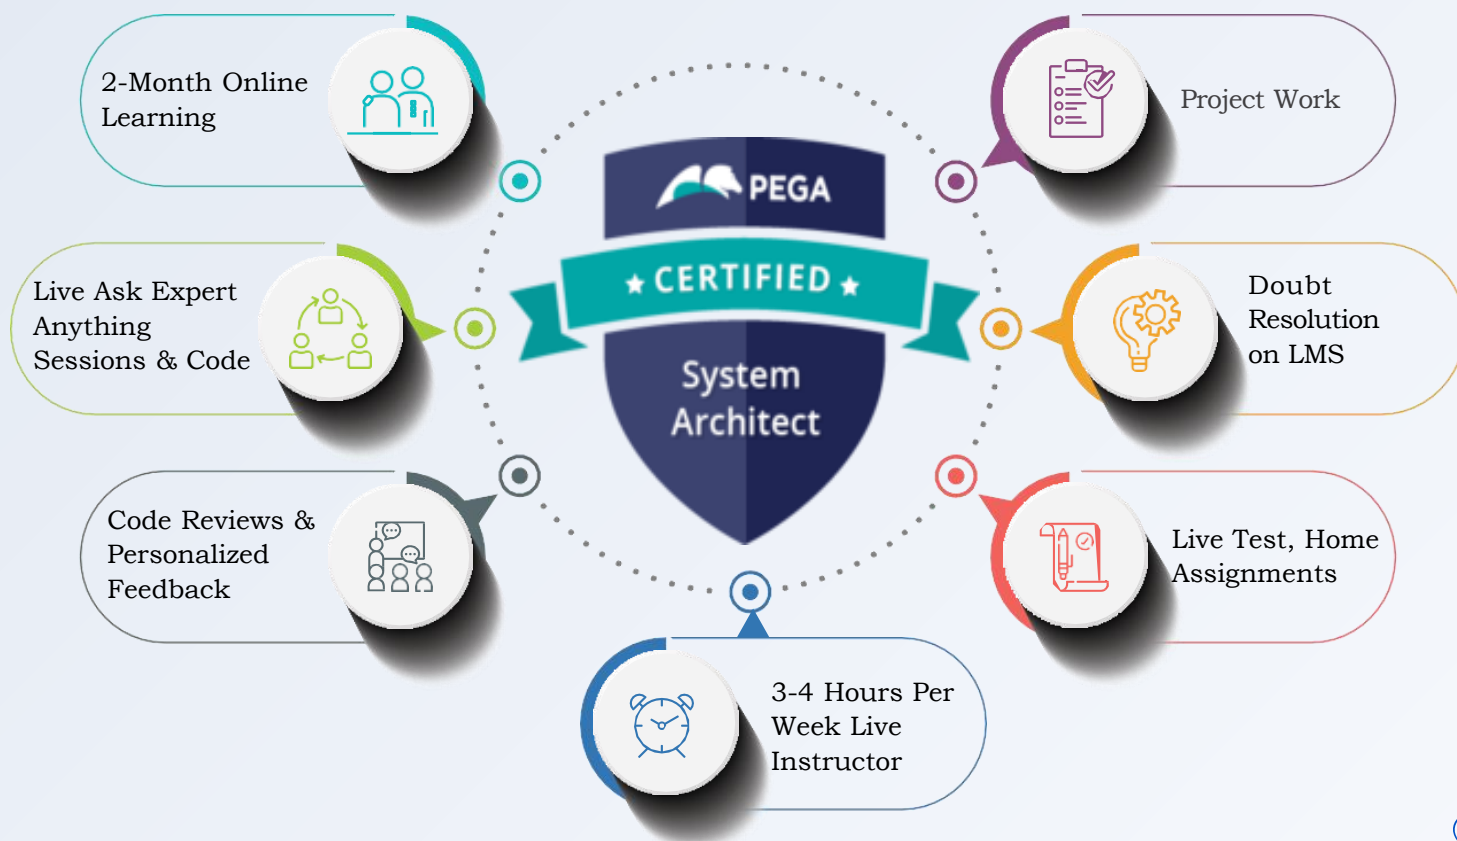 2-Month Online
Learning
Project Work
PEGA
CERTIFIED
System
Architect
Live Ask Expert
Anything
Sessions & Code
Doubt
Resolution
on LMS
Code Reviews &
Personalized
Feedback
Live Test, Home
Assignments
3-4 Hours Per
Week Live
Instructor